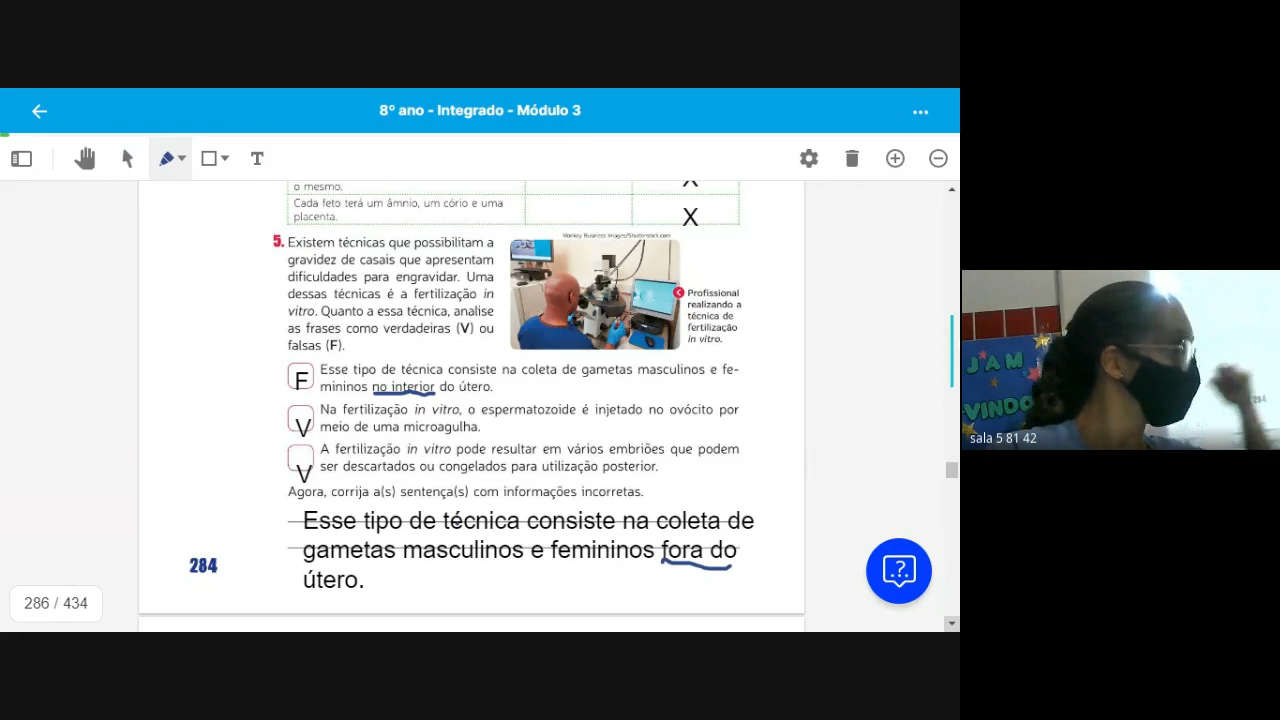 8º ano - Integrado - Módulo 3
T
o mesmo.
X
Cada feto terá um âmnio, um cório e uma
placenta.
X
Monkey Business Images/Shutterstock.com
5. Existem técnicas que possibilitam a
gravidez de casais que apresentam
dificuldades para engravidar. Uma
dessas técnicas é a fertilização in
vitro. Quanto a essa técnica, analise
as frases como verdadeiras (V) ou
falsas (F).
Profissional
realizando a
técnica de
fertilização
in vitro.
F Esse tipo de técnica consiste na coleta de gametas masculinos e fe-
mininos no interior do útero.
V Na fertilização in vitro, o espermatozoide é injetado no ovócito por
meio de uma microagulha.
V A fertilização in vitro pode resultar em vários embriões que podem
ser descartados ou congelados para utilização posterior.
Agora, corrija a(s) sentença(s) com informações incorretas.
Esse tipo de técnica consiste na coleta de
gametas masculinos e femininos fora do
útero.
284
286 / 434
.?.
JAM
VINDO
sala 5 81 42